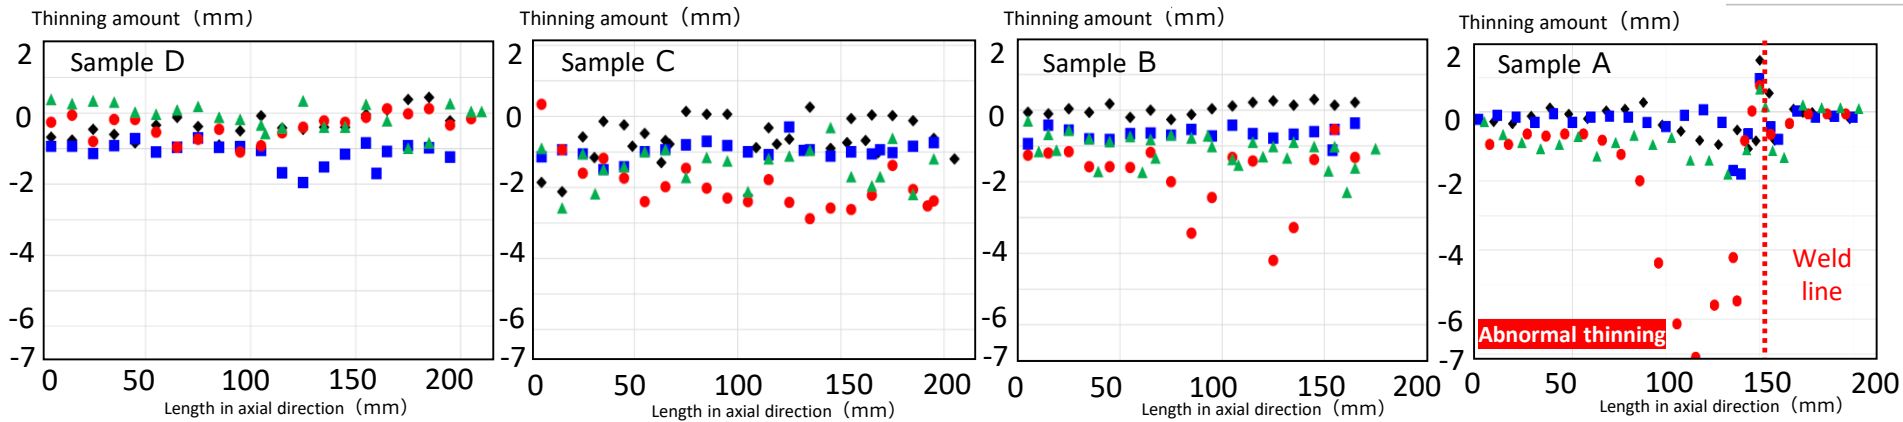 Thinning amount（mm）
Sample D
2
0
-2
-4
-6
-7
0
50
100
150
200
Length in axial direction（mm）
Thinning amount（mm）
Sample C
2
0
-2
-4
-6
-7
0
50
100
150
200
Length in axial direction（mm）
Thinning amount（mm）
Sample B
2
0
-2
-4
-6
-7
0
50
100
150
200
Length in axial direction（mm）
Thinning amount（mm）
Sample A
2
0
-2
-4
-6
-7
Weld
line
Abnormal thinning
0
50
100
150
200
Length in axial direction（mm）